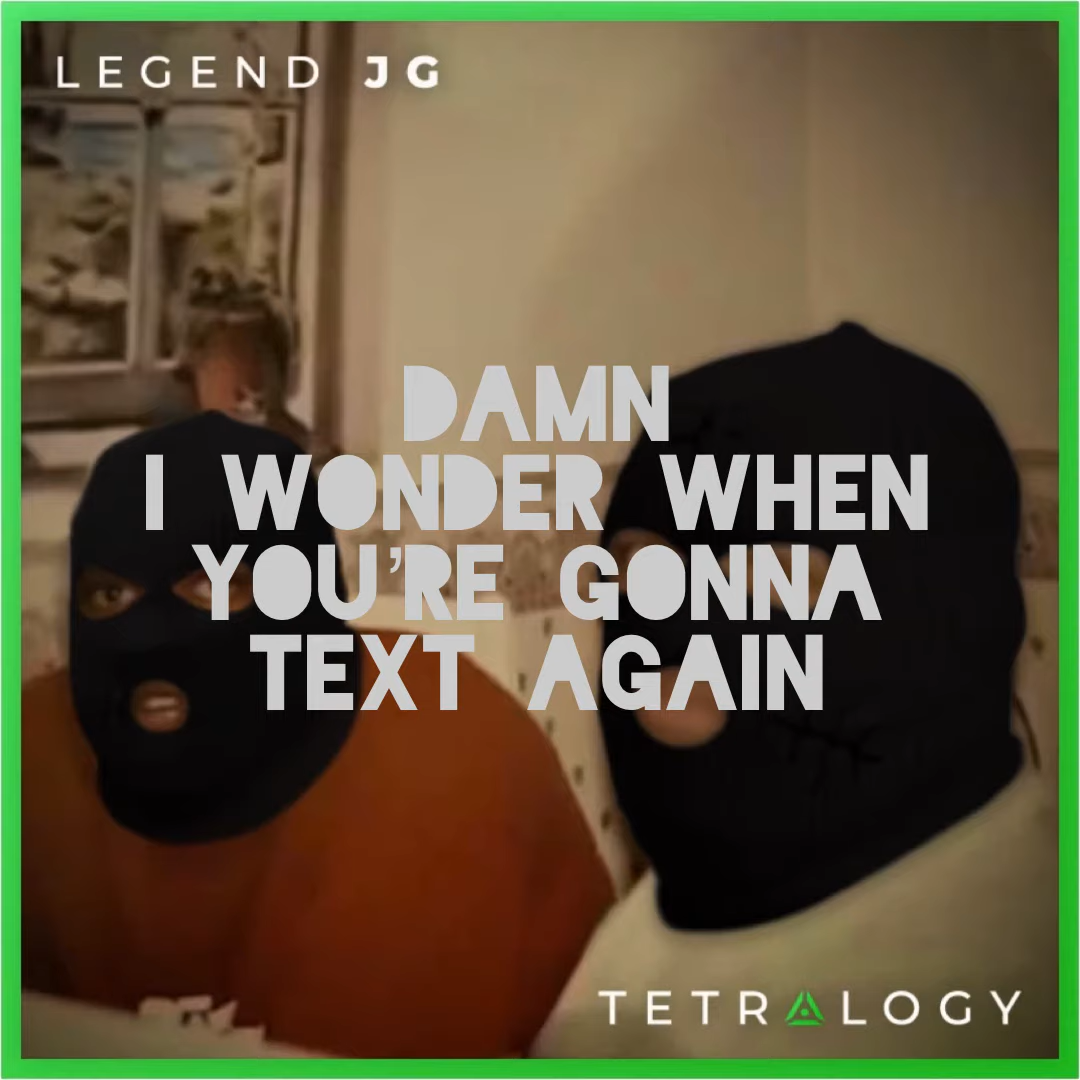 LEGEND JG
DAMN
I WONDER WHEN
YOU’RE GONNA
TEXT AGAIN
TETRALOGY